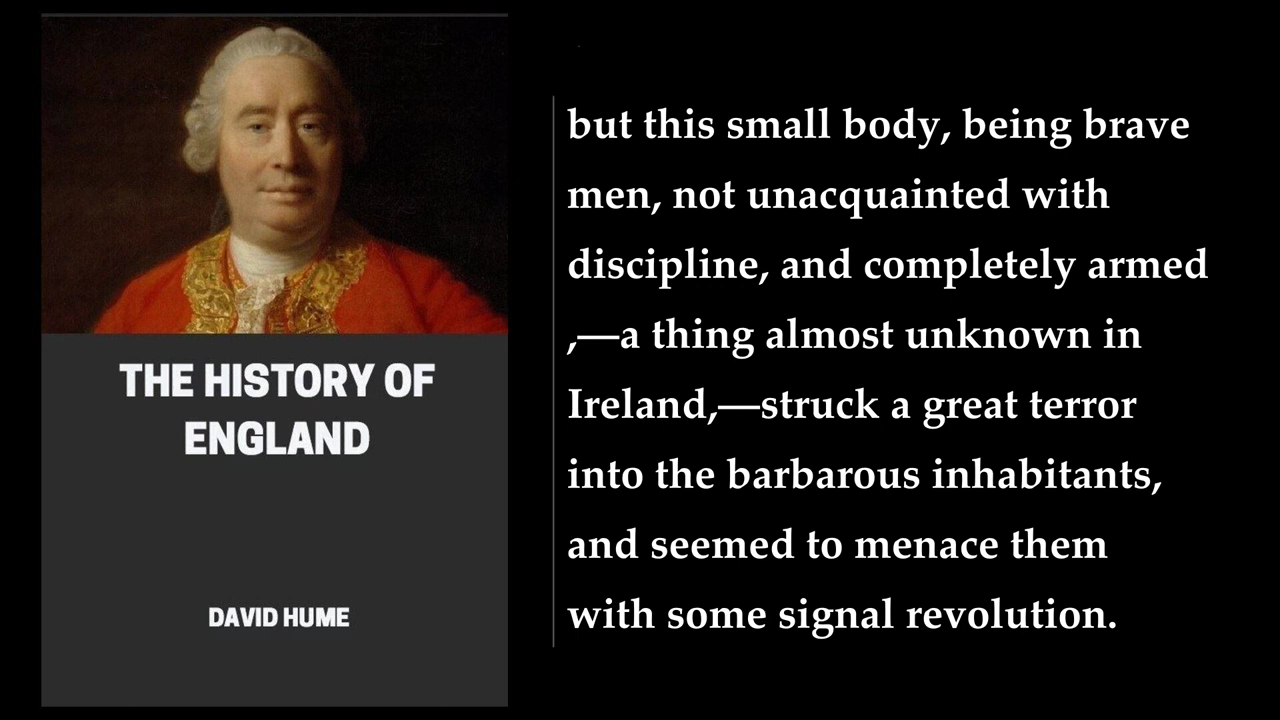 THE HISTORY OF
ENGLAND
DAVID HUME
but this small body, being brave
men, not unacquainted with
discipline, and completely armed
,—a thing almost unknown in
Ireland,—struck a great terror
into the barbarous inhabitants,
and seemed to menace them
with some signal revolution.